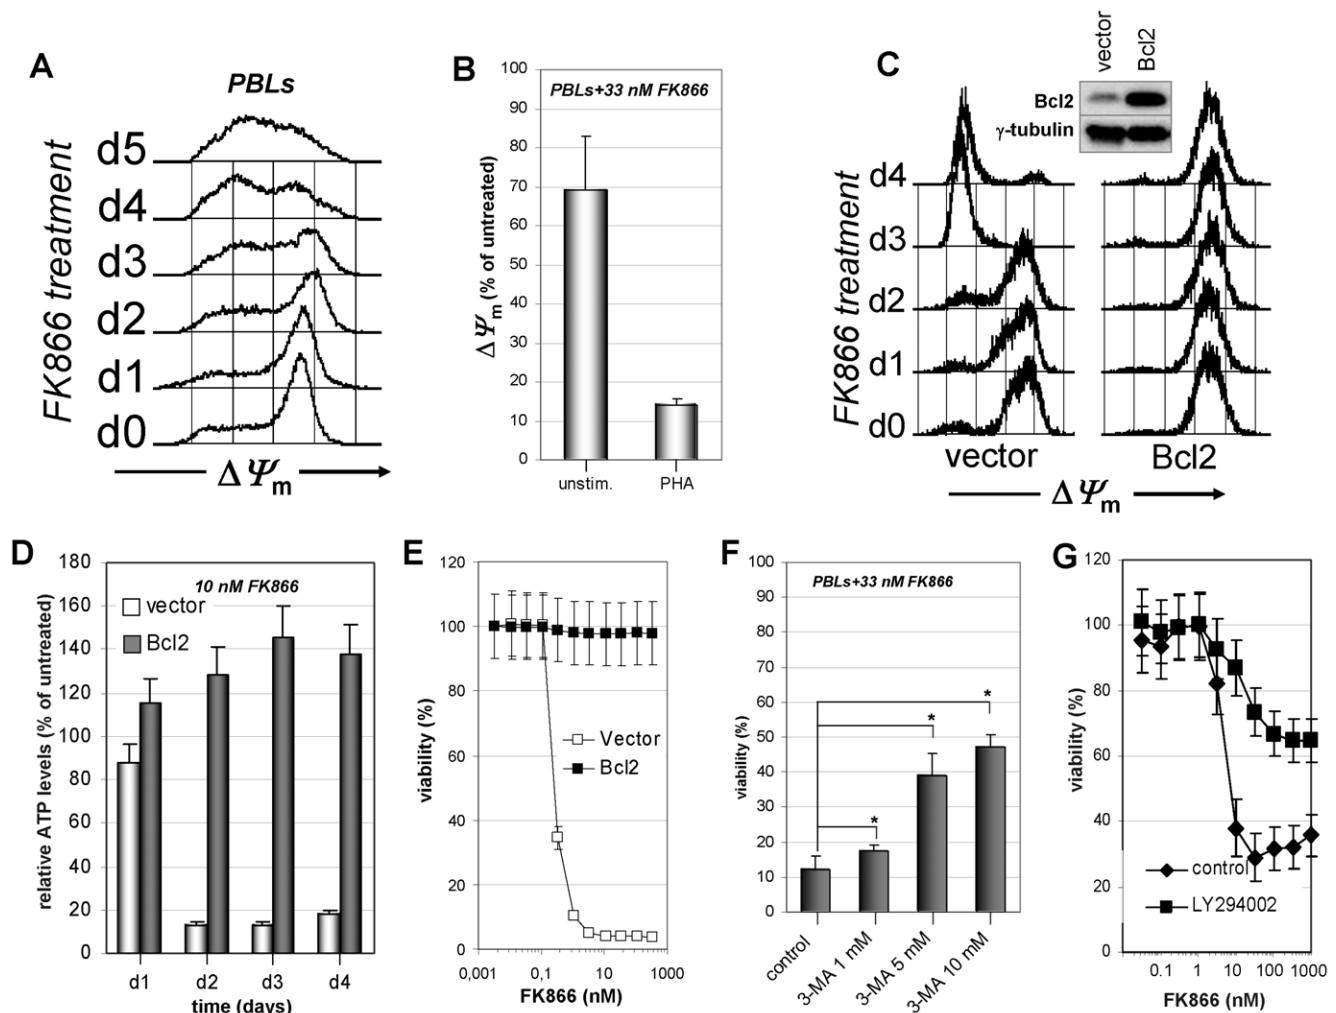 A
PBLs
FK866 treatment
d5
d4
d3
d2
d1
d0
ΔΨm
B
PBLs+33 nM FK866
ΔΨm (% of untreated)
100
90
80
70
60
50
40
30
20
10
0
unstim.
PHA
C
vector
Bcl2
Bcl2
γ-tubulin
FK866 treatment
d4
d3
d2
d1
d0
vector
Bcl2
ΔΨm
D
10 nM FK866
vector
Bcl2
relative ATP levels (% of untreated)
180
160
140
120
100
80
60
40
20
0
d1
d2
d3
d4
time (days)
E
viability (%)
120
100
80
60
40
20
0
Vector
Bcl2
0,001
0,1
10
1000
FK866 (nM)
F
PBLs+33 nM FK866
viability (%)
100
90
80
70
60
50
40
30
20
10
0
*
*
*
control
3-MA 1 mM
3-MA 5 mM
3-MA 10 mM
G
viability (%)
120
100
80
60
40
20
0
control
LY294002
0.1
1
10
100
1000
FK866 (nM)